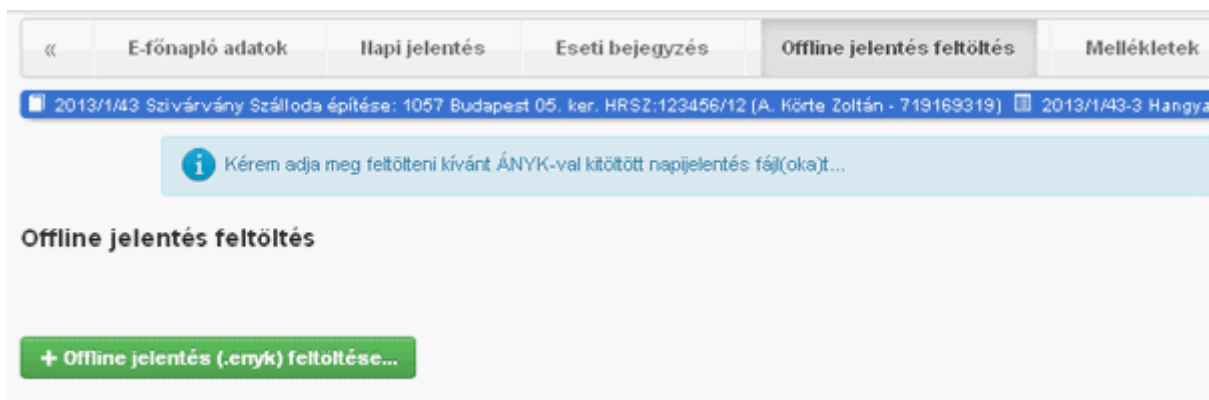 « E-főnapló adatok Napi jelentés Eseti bejegyzés Offline jelentés feltöltés Mellékletek
2013/1/43 Szivárvány Szálloda építése: 1057 Budapest 05. ker. HRSZ:123456/12 (A. Körte Zoltán - 719169319) 2013/1/43-3 Hangya
Kérem adja meg feltölteni kívánt ÁNYK-val kitöltött napijelentés fájl(oka)t...
Offline jelentés feltöltés
+ Offline jelentés (.enyk) feltöltése...